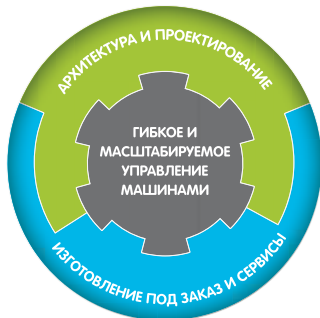 АРХИТЕКТУРА И ПРОЕКТИРОВАНИЕ
ГИБКОЕ И
МАСШТАБИРУЕМОЕ
УПРАВЛЕНИЕ
МАШИНАМИ
ИЗГОТОВЛЕНИЕ ПОД ЗАКАЗ И СЕРВИСЫ